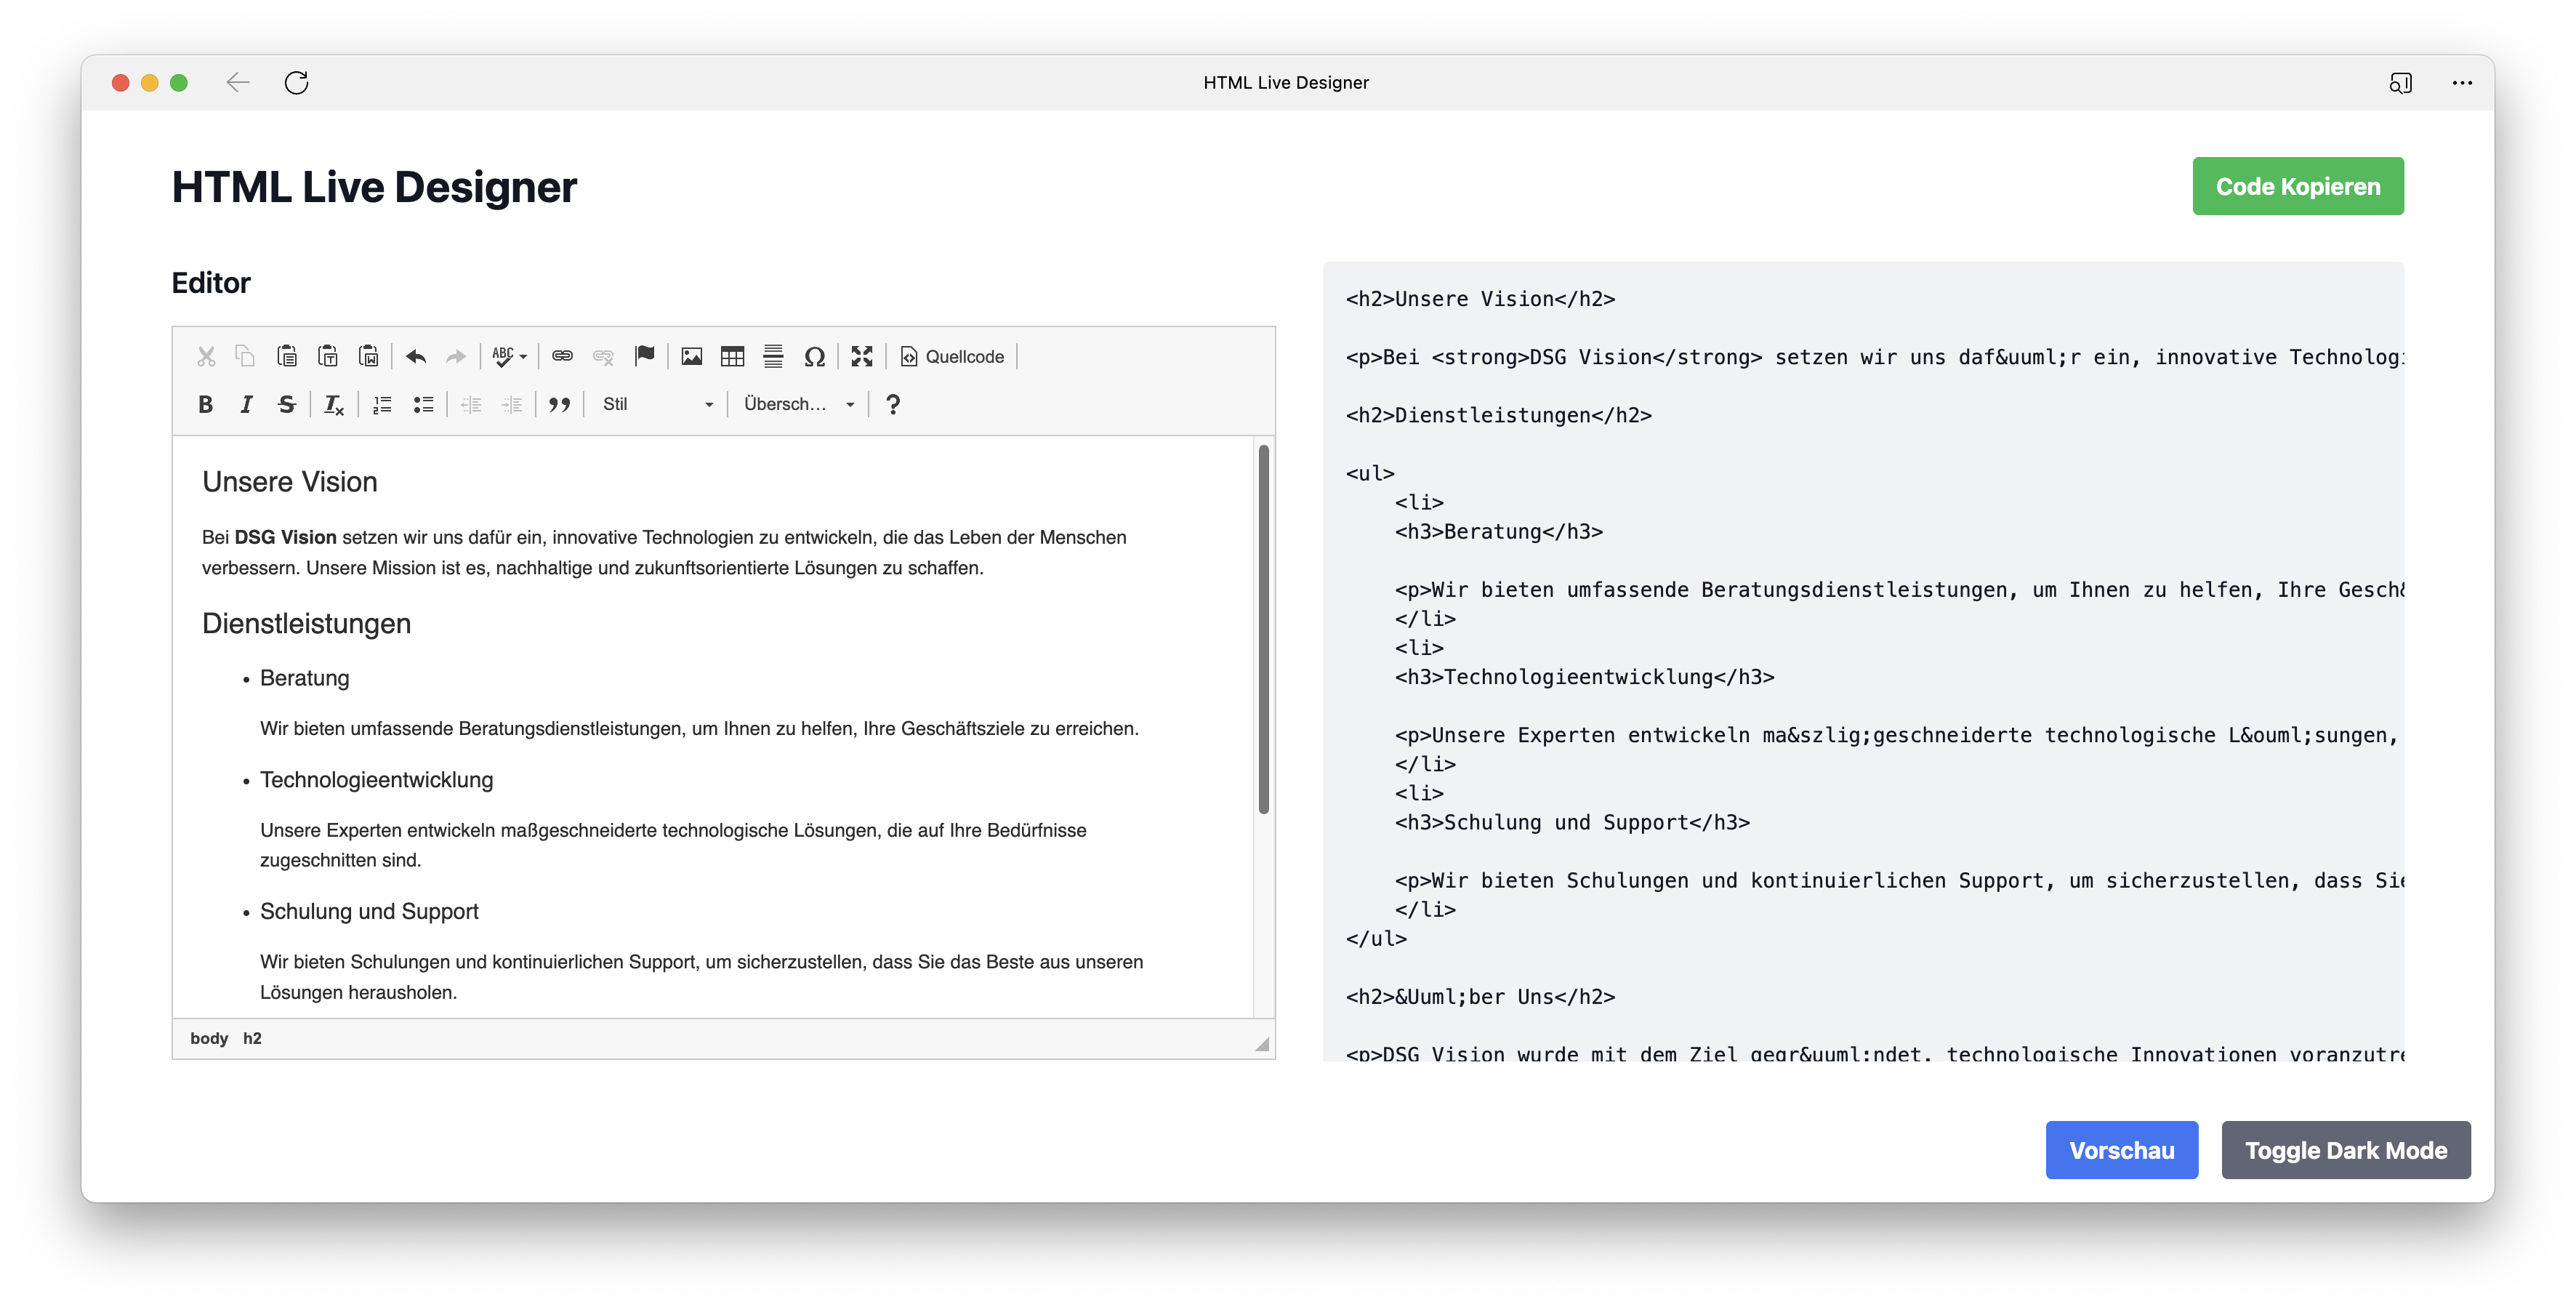 HTML Live Designer
HTML Live Designer
Code Kopieren
Editor
ABC
Quellcode
B I S Tx
Stil
Übersch...
?
Unsere Vision
Bei DSG Vision setzen wir uns dafür ein, innovative Technologien zu entwickeln, die das Leben der Menschen
verbessern. Unsere Mission ist es, nachhaltige und zukunftsorientierte Lösungen zu schaffen.
Dienstleistungen
• Beratung
Wir bieten umfassende Beratungsdienstleistungen, um Ihnen zu helfen, Ihre Geschäftsziele zu erreichen.
• Technologieentwicklung
Unsere Experten entwickeln maßgeschneiderte technologische Lösungen, die auf Ihre Bedürfnisse
zugeschnitten sind.
• Schulung und Support
Wir bieten Schulungen und kontinuierlichen Support, um sicherzustellen, dass Sie das Beste aus unseren
Lösungen herausholen.
body h2
<h2>Unsere Vision</h2>
<p>Bei <strong>DSG Vision</strong> setzen wir uns daf&uuml;r ein, innovative Technologi
<h2>Dienstleistungen</h2>
<ul>
<li>
<h3>Beratung</h3>
<p>Wir bieten umfassende Beratungsdienstleistungen, um Ihnen zu helfen, Ihre Gesch&
</li>
<li>
<h3>Technologieentwicklung</h3>
<p>Unsere Experten entwickeln ma&szlig;geschneiderte technologische L&ouml;sungen,
</li>
<li>
<h3>Schulung und Support</h3>
<p>Wir bieten Schulungen und kontinuierlichen Support, um sicherzustellen, dass Sie
</li>
</ul>
<h2>&Uuml;ber Uns</h2>
<p>DSG Vision wurde mit dem Ziel gegr&uuml;ndet, technologische Innovationen voranzutre
Vorschau
Toggle Dark Mode